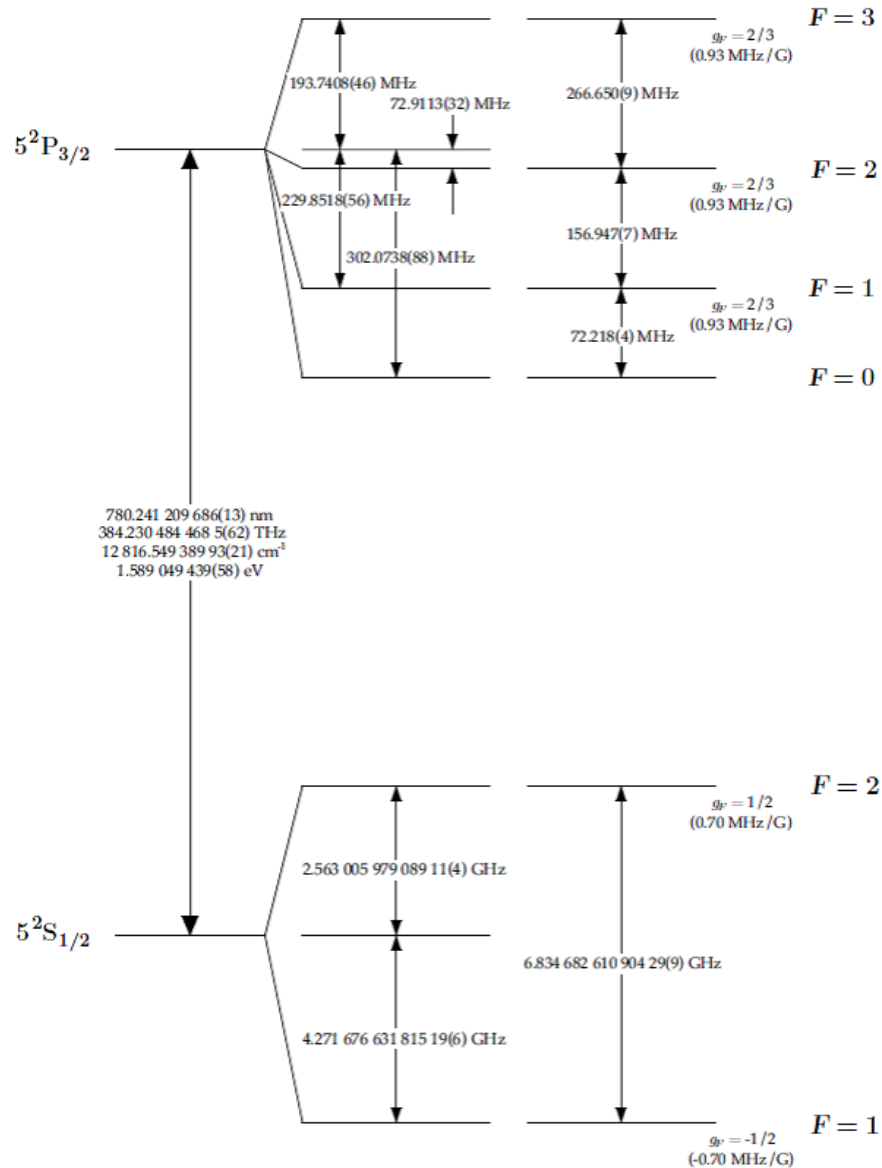 F = 3
g_F = 2/3
(0.93 MHz/G)
193.7408(46) MHz
72.9113(32) MHz
266.650(9) MHz
5²P₃/₂
F = 2
g_F = 2/3
(0.93 MHz/G)
229.8518(56) MHz
302.0738(88) MHz
156.947(7) MHz
F = 1
g_F = 2/3
(0.93 MHz/G)
72.218(4) MHz
F = 0
780.241 209 686(13) nm
384.230 484 468 5(62) THz
12 816.549 389 93(21) cm⁻¹
1.589 049 439(58) eV
F = 2
g_F = 1/2
(0.70 MHz/G)
2.563 005 979 089 11(4) GHz
5²S₁/₂
6.834 682 610 904 29(9) GHz
4.271 676 631 815 19(6) GHz
F = 1
g_F = -1/2
(-0.70 MHz/G)